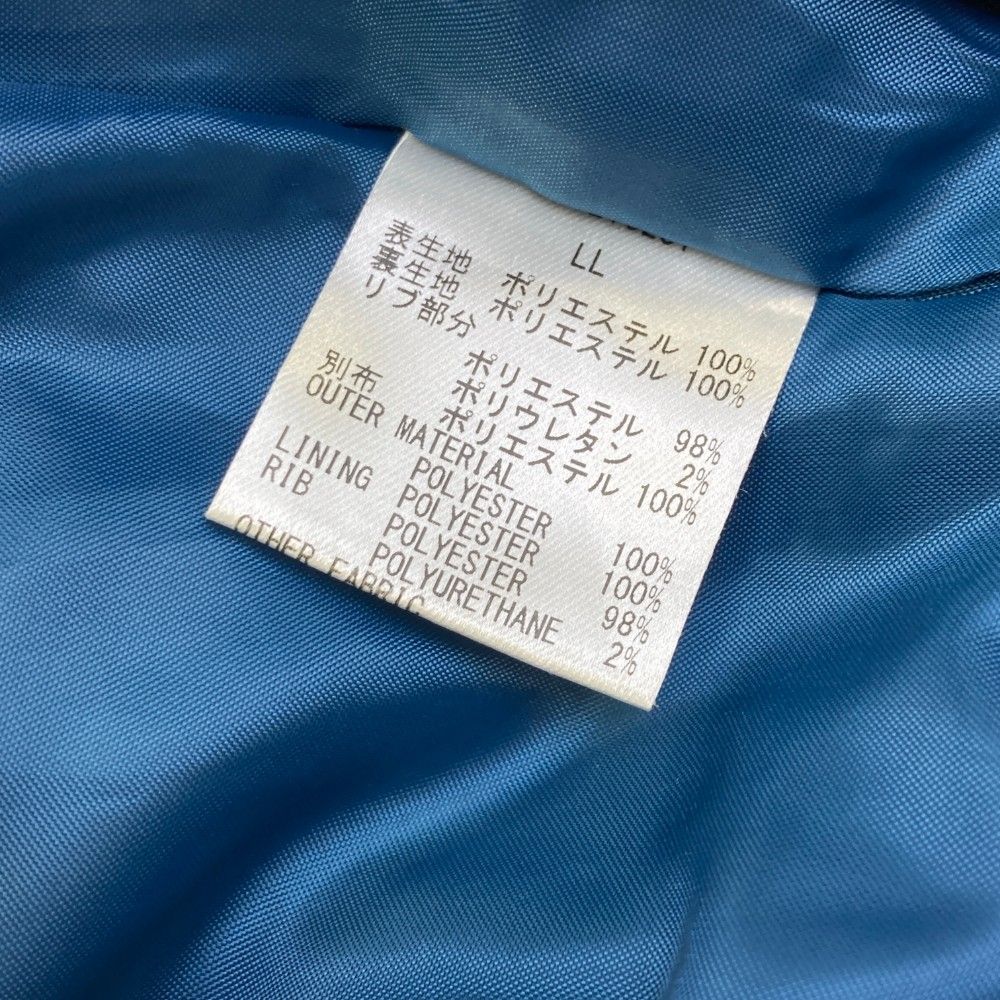 LL
表生地 ポリエステル 100%
裏生地 ポリエステル 100%
リブ部分
ポリエステル 98%
ポリウレタン 2%
別布 ポリエステル 100%
OUTER MATERIAL
POLYESTER 100%
LINING POLYESTER 100%
RIB POLYESTER 98%
POLYURETHANE 2%
OTHER FABRIC